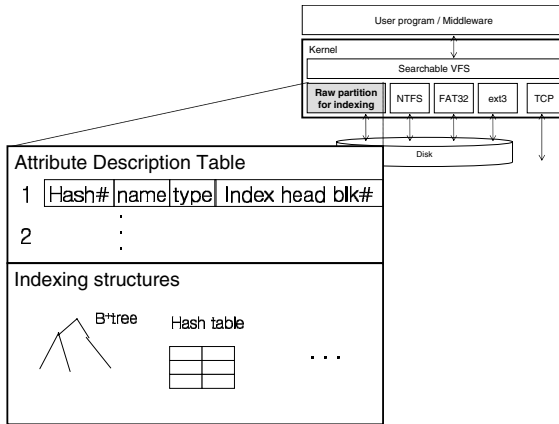 User program / Middleware
Kernel
Searchable VFS
Raw partition
for indexing
NTFS
FAT32
ext3
TCP
Disk
Attribute Description Table
1 Hash# name type Index head blk#
2
Indexing structures
B+tree
Hash table
. . .